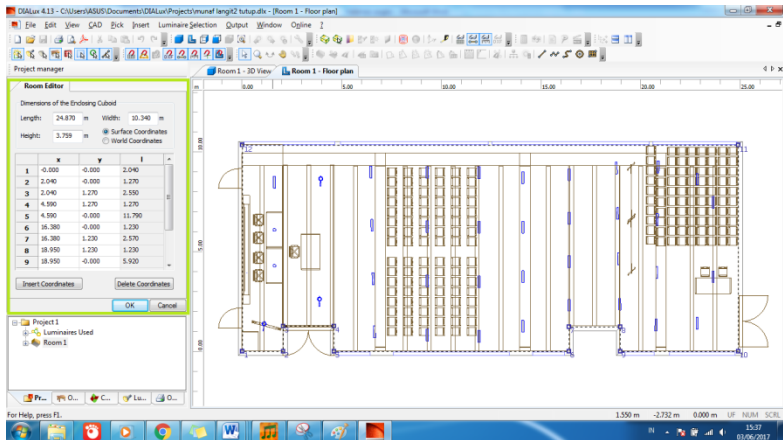 DIALux 4.13 - C:\Users\ASUS\Documents\DIALux\Projects\munaf langit2 tutup.dlx - [Room 1 - Floor plan]
File Edit View CAD Pick Insert Luminaire Selection Output Window Online ?
Project manager
Room 1 - 3D View Room 1 - Floor plan
Room Editor
m 0.00 5.00 10.00 15.00 20.00 25.00
Dimensions of the Enclosing Cuboid
Length: 24.870 m Width: 10.340 m
Height: 3.759 m Surface Coordinates
World Coordinates
x y l
1 -0.000 -0.000 2.040
2 2.040 -0.000 1.270
3 2.040 1.270 2.550
4 4.590 1.270 1.270
5 4.590 -0.000 11.790
6 16.380 -0.000 1.230
7 16.380 1.230 2.570
8 18.950 1.230 1.230
9 18.950 -0.000 5.920
Insert Coordinates Delete Coordinates
OK Cancel
10.00
5.00
0.00
12
11
10
Project 1
Luminaires Used
Room 1
Pr... O... C... Lu... O...
For Help, press F1.
1.550 m -2.732 m 0.000 m UF NUM SCRL
IN 15:37
03/06/2017